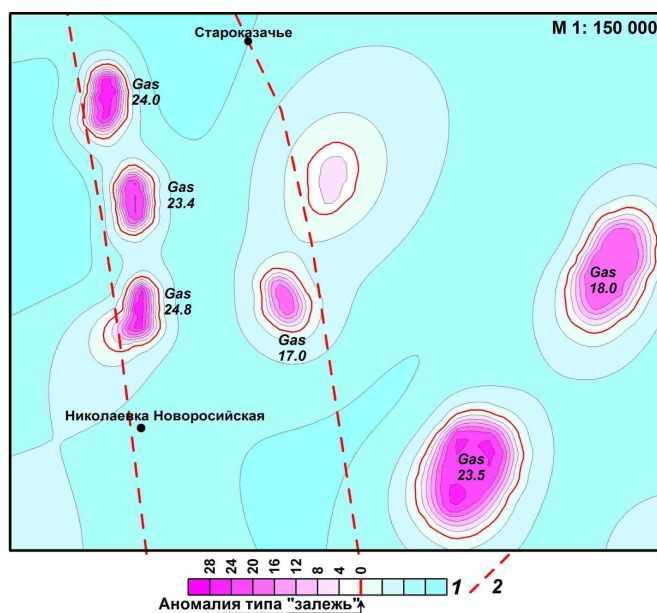 Староказачье
М 1: 150 000
Gas
24.0
Gas
23.4
Gas
18.0
Gas
24.8
Gas
17.0
Николаевка Новоросийская
Gas
23.5
28 24 20 16 12 8 4 0 1 2
Аномалия типа "залежь"